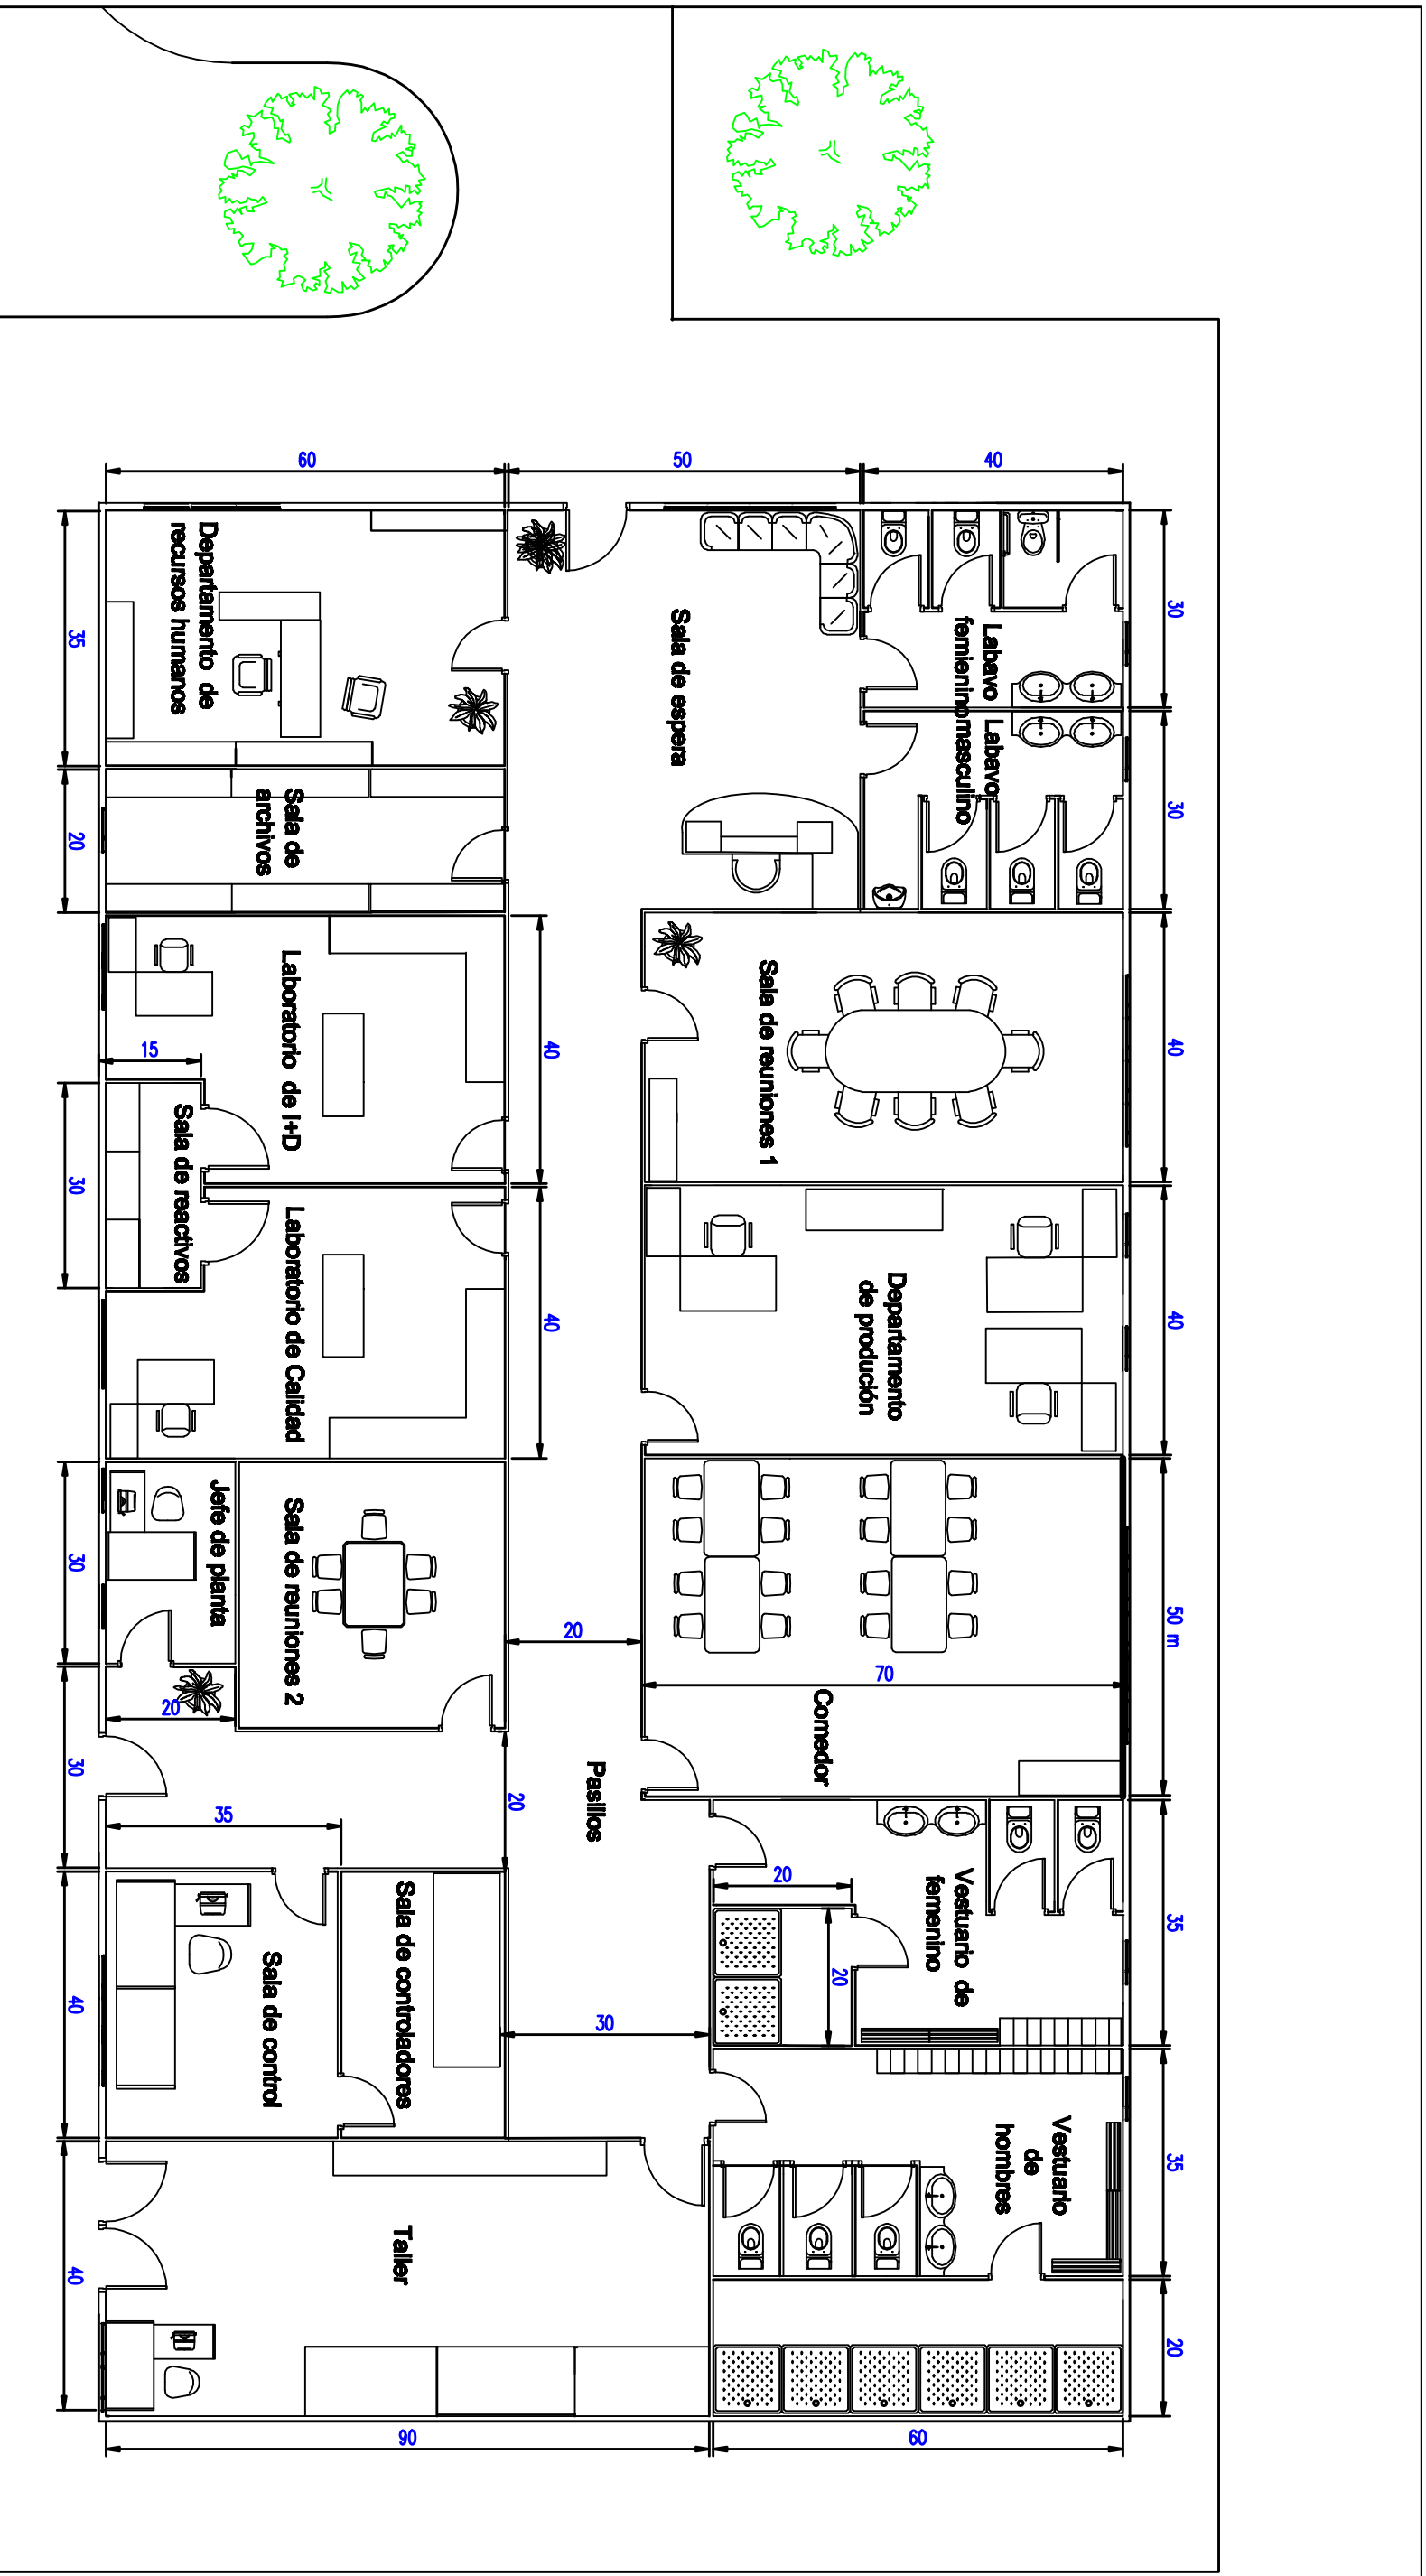 30
30
40
40
50 m
35
35
20
40
50
60
Labavo
femienino
Labavo
masculino
Sala de espera
Sala de reuniones 1
Departamento
de produción
Comedor
70
Vestuario de
femenino
20
20
Vestuario
de
hombres
60
90
Pasillos
20
20
30
40
40
Departamento de
recursos humanos
Sala de
archivos
Laboratorio de I+D
Sala de reactivos
15
Laboratorio de Calidad
Sala de reuniones 2
Jefe de planta
20
35
Sala de controladores
Sala de control
Taller
35
20
30
30
30
40
40